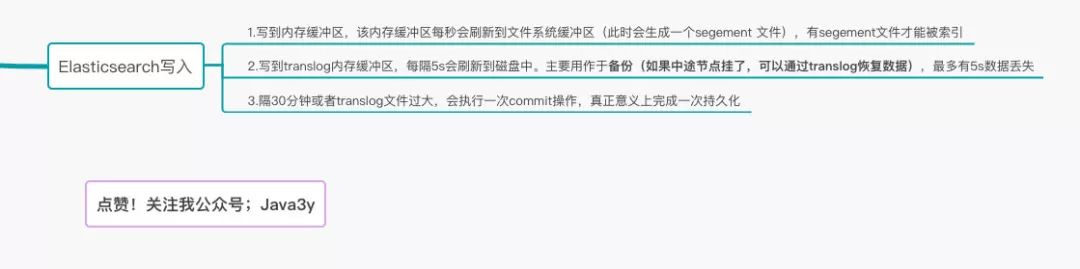 1.写到内存缓冲区，该内存缓冲区每秒会刷新到文件系统缓冲区（此时会生成一个segement 文件），有segement文件才能被索引
Elasticsearch写入
2.写到translog内存缓冲区，每隔5s会刷新到磁盘中。主要用作于备份（如果中途节点挂了，可以通过translog恢复数据），最多有5s数据丢失
3.隔30分钟或者translog文件过大，会执行一次commit操作，真正意义上完成一次持久化
点赞！关注我公众号；Java3y